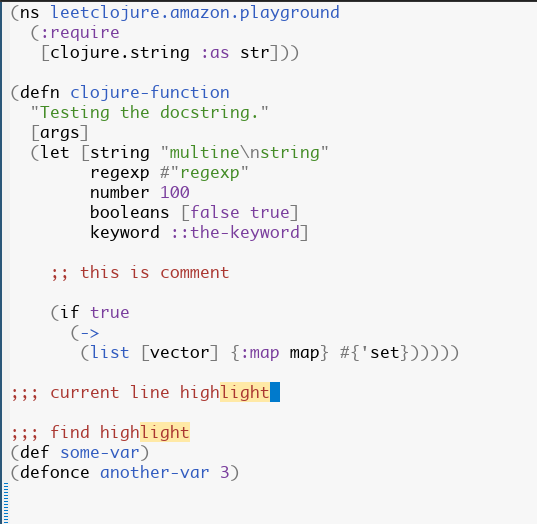 (ns leetclojure.amazon.playground
  (:require
   [clojure.string :as str]))
(defn clojure-function
  "Testing the docstring."
  [args]
  (let [string "multine\nstring"
        regexp #"regexp"
        number 100
        booleans [false true]
        keyword ::the-keyword]
    ;; this is comment
    (if true
      (->
       (list [vector] {:map map} #{'set})))))
;;; current line highlight
;;; find highlight
(def some-var)
(defonce another-var 3)